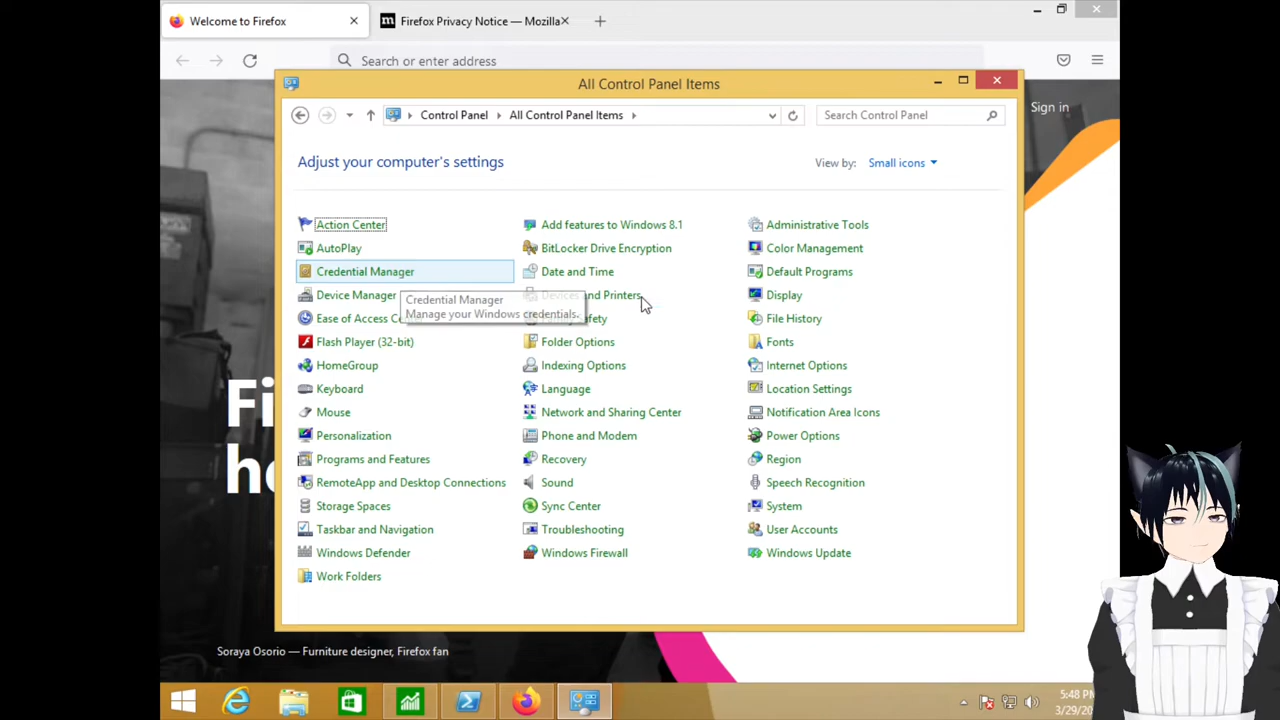 Welcome to Firefox
Firefox Privacy Notice — Mozilla
Search or enter address
All Control Panel Items
Sign in
Control Panel
All Control Panel Items
Search Control Panel
Adjust your computer's settings
View by:
Small icons
Action Center
Add features to Windows 8.1
Administrative Tools
AutoPlay
BitLocker Drive Encryption
Color Management
Credential Manager
Date and Time
Default Programs
Device Manager
Devices and Printers
Display
Credential Manager
Manage your Windows credentials.
Ease of Access
File History
Flash Player (32-bit)
Folder Options
Fonts
HomeGroup
Indexing Options
Internet Options
Keyboard
Language
Location Settings
Mouse
Network and Sharing Center
Notification Area Icons
Personalization
Phone and Modem
Power Options
Programs and Features
Recovery
Region
RemoteApp and Desktop Connections
Sound
Speech Recognition
Storage Spaces
Sync Center
System
Taskbar and Navigation
Troubleshooting
User Accounts
Windows Defender
Windows Firewall
Windows Update
Work Folders
Soraya Osorio — Furniture designer, Firefox fan
5:48 PM